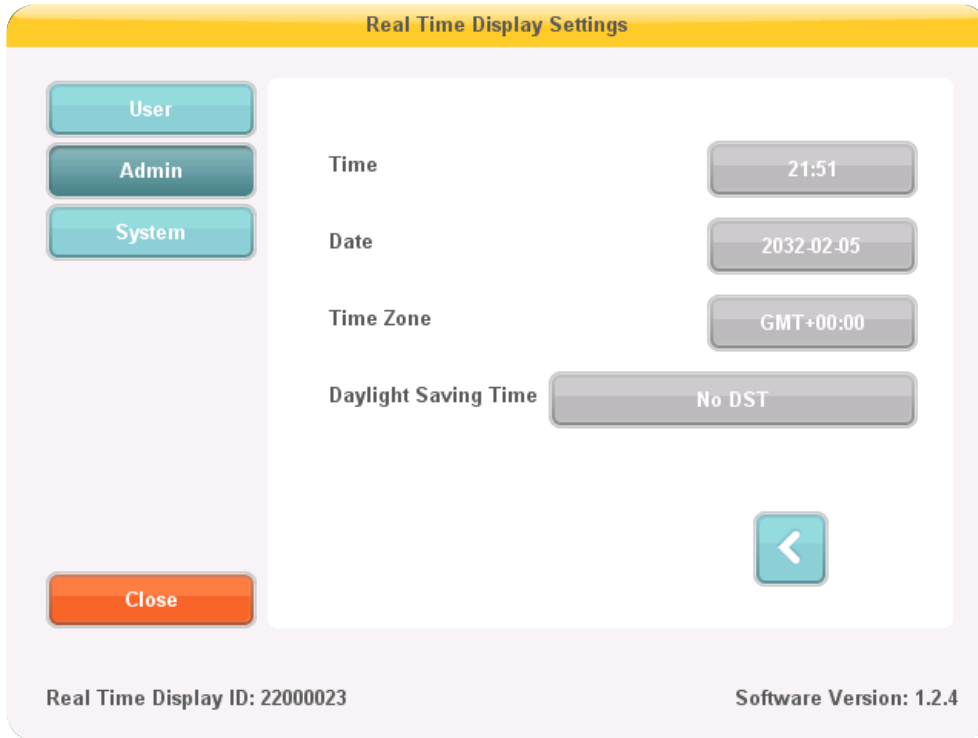 Real Time Display Settings
User
Admin
System
Time 21:51
Date 2032-02-05
Time Zone GMT+00:00
Daylight Saving Time No DST
Close
Real Time Display ID: 22000023 Software Version: 1.2.4